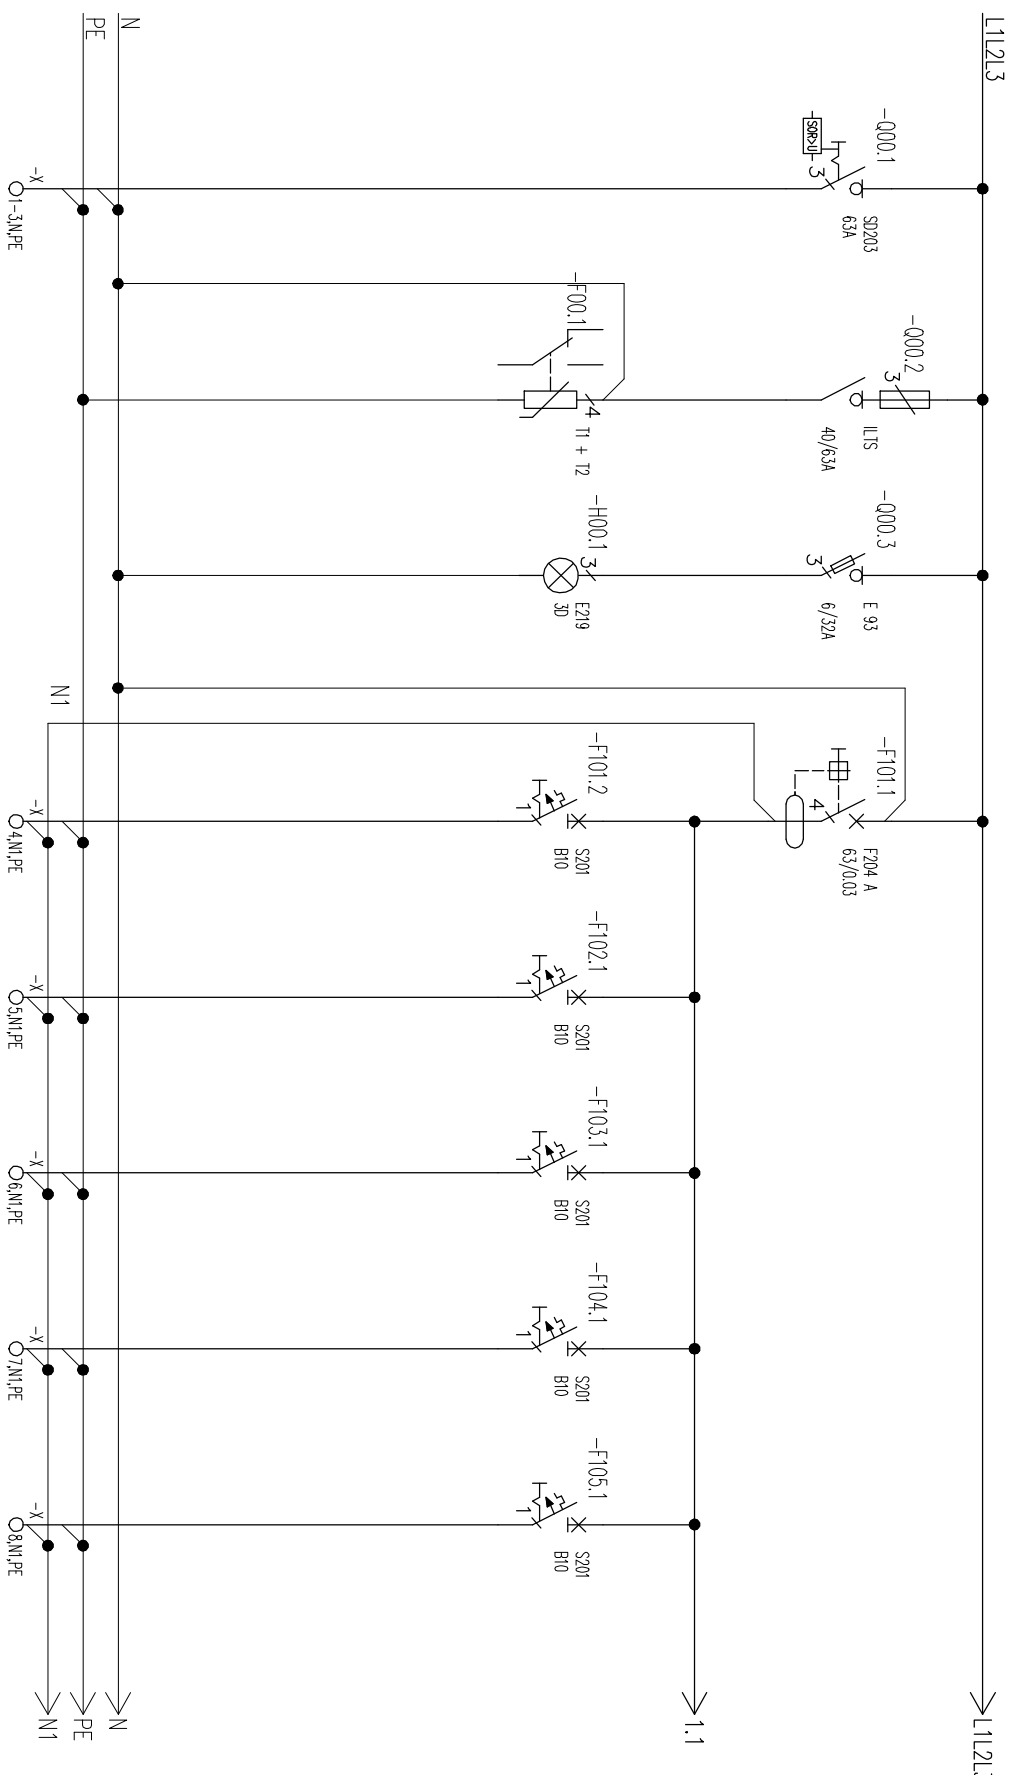 L1L2L3
N
PE
-Q00.1
SOR>U
3
SD203
63A
-X
1-3,N,PE
-Q00.2
3
ILTS
40/63A
-F00.1
4
T1 + T2
-Q00.3
3
E 93
6/32A
-H00.1
3
E219
3D
N1
-F101.1
4
F204 A
63/0.03
-F101.2
1
S201
B10
-X
4,N1,PE
-F102.1
1
S201
B10
-X
5,N1,PE
-F103.1
1
S201
B10
-X
6,N1,PE
-F104.1
1
S201
B10
-X
7,N1,PE
-F105.1
1
S201
B10
-X
8,N1,PE
L1L2L
1.1
N
PE
N1